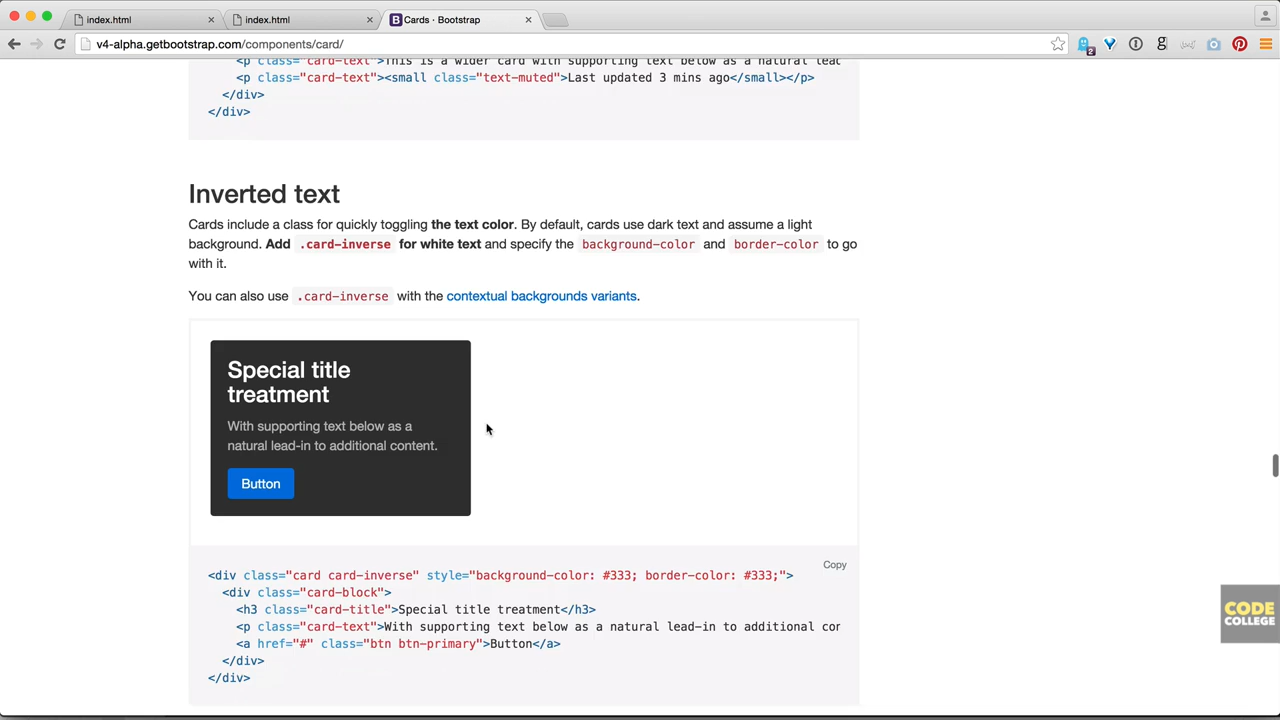 index.html
index.html
Cards · Bootstrap
v4-alpha.getbootstrap.com/components/card/
2
<p class="card-text">This is a wider card with supporting text below as a natural lead
<p class="card-text"><small class="text-muted">Last updated 3 mins ago</small></p>
</div>
</div>
Inverted text
Cards include a class for quickly toggling the text color. By default, cards use dark text and assume a light
background. Add .card-inverse for white text and specify the background-color and border-color to go
with it.
You can also use .card-inverse with the contextual backgrounds variants.
Special title
treatment
With supporting text below as a
natural lead-in to additional content.
Button
Copy
<div class="card card-inverse" style="background-color: #333; border-color: #333;">
<div class="card-block">
<h3 class="card-title">Special title treatment</h3>
<p class="card-text">With supporting text below as a natural lead-in to additional cor
<a href="#" class="btn btn-primary">Button</a>
</div>
</div>
CODE
COLLEGE